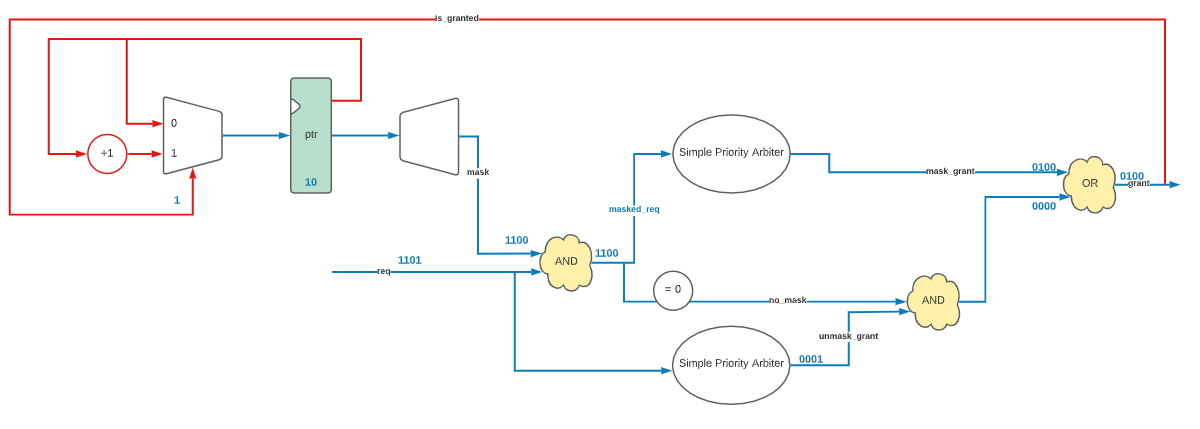 is_granted
0
+1
1
ptr
10
1
mask
Simple Priority Arbiter
mask_grant
0100
OR
0100
grant
0000
masked_req
1100
AND
1100
1101
req
= 0
no_mask
AND
unmask_grant
Simple Priority Arbiter
0001